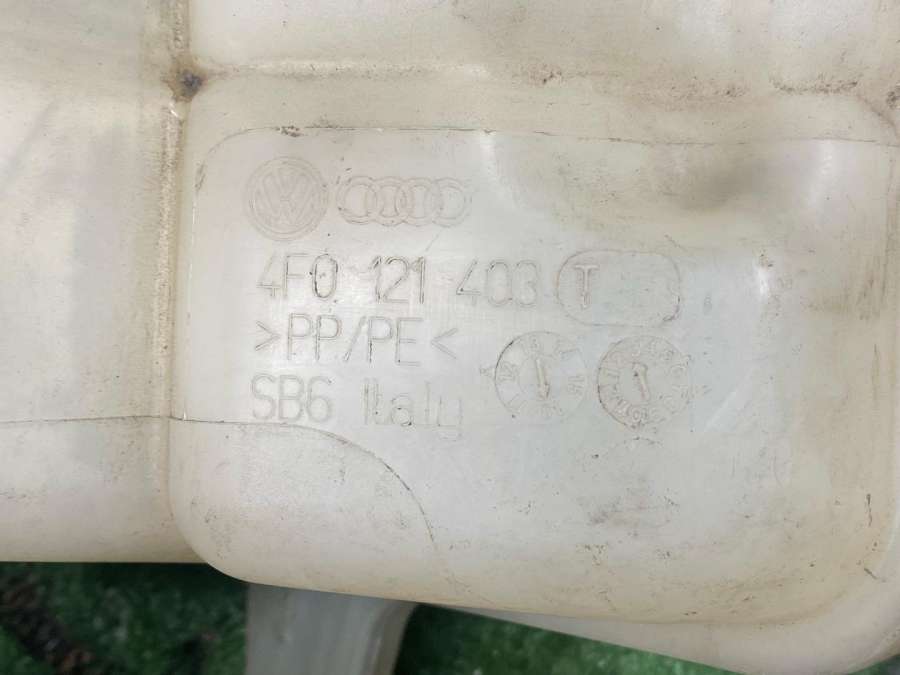 4F0 121 403 T
>PP/PE<
SB6 Italy